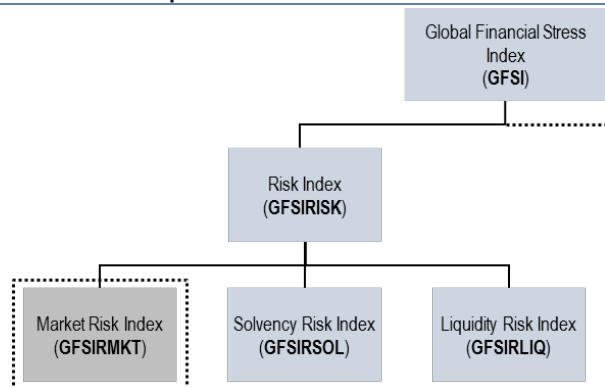 Global Financial Stress
Index
(GFSI)
Risk Index
(GFSIRISK)
Market Risk Index
(GFSIRMKT)
Solvency Risk Index
(GFSIRSOL)
Liquidity Risk Index
(GFSIRLIQ)